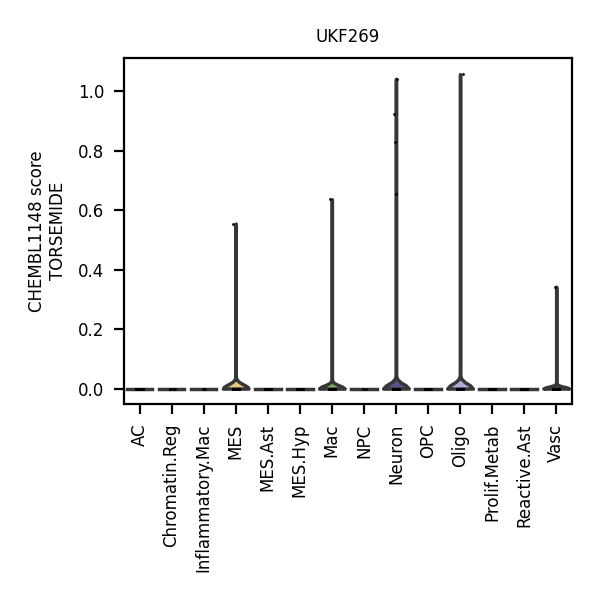 UKF269
CHEMBL1148 score
TORSEMIDE
1.0
0.8
0.6
0.4
0.2
0.0
AC
Chromatin.Reg
Inflammatory.Mac
MES
MES.Ast
MES.Hyp
Mac
NPC
Neuron
OPC
Oligo
Prolif.Metab
Reactive.Ast
Vasc